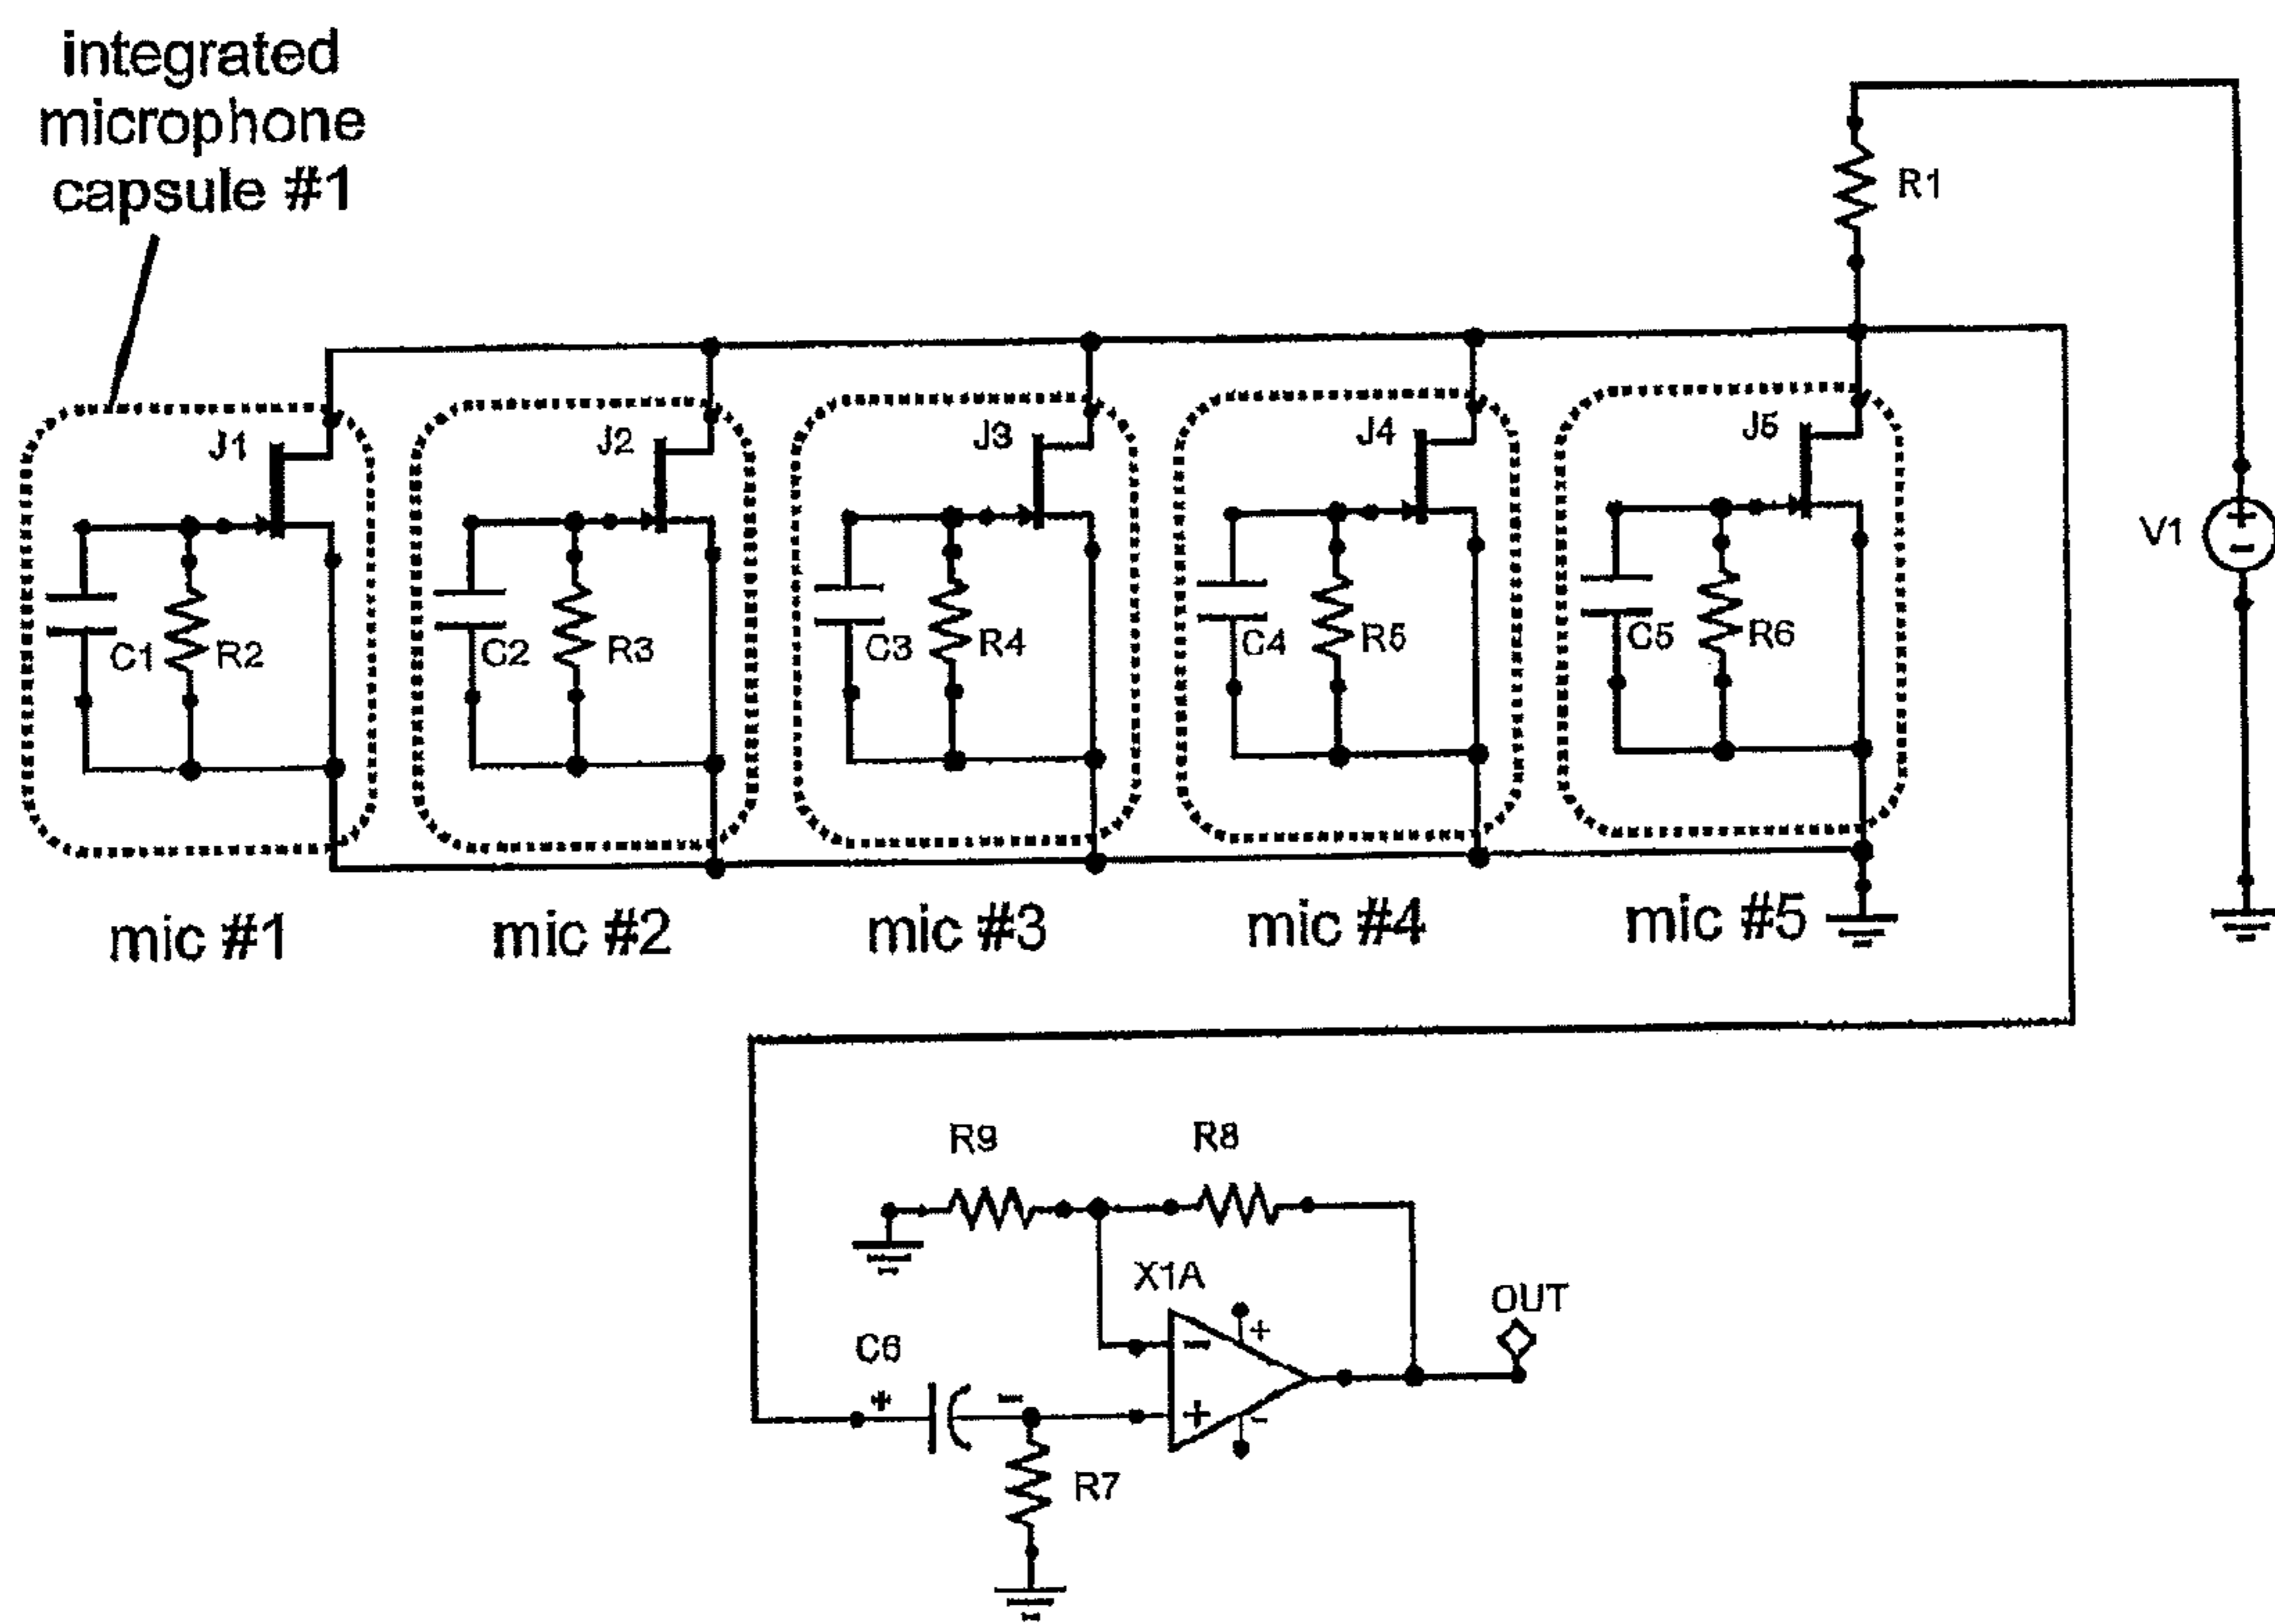 integrated
microphone
capsule #1
R1
J1
J2
J3
J4
J5
V1
+
-
C1
R2
C2
R3
C3
R4
C4
R5
C5
R6
mic #1
mic #2
mic #3
mic #4
mic #5
R9
R8
X1A
OUT
+
-
C6
+
-
+
-
R7